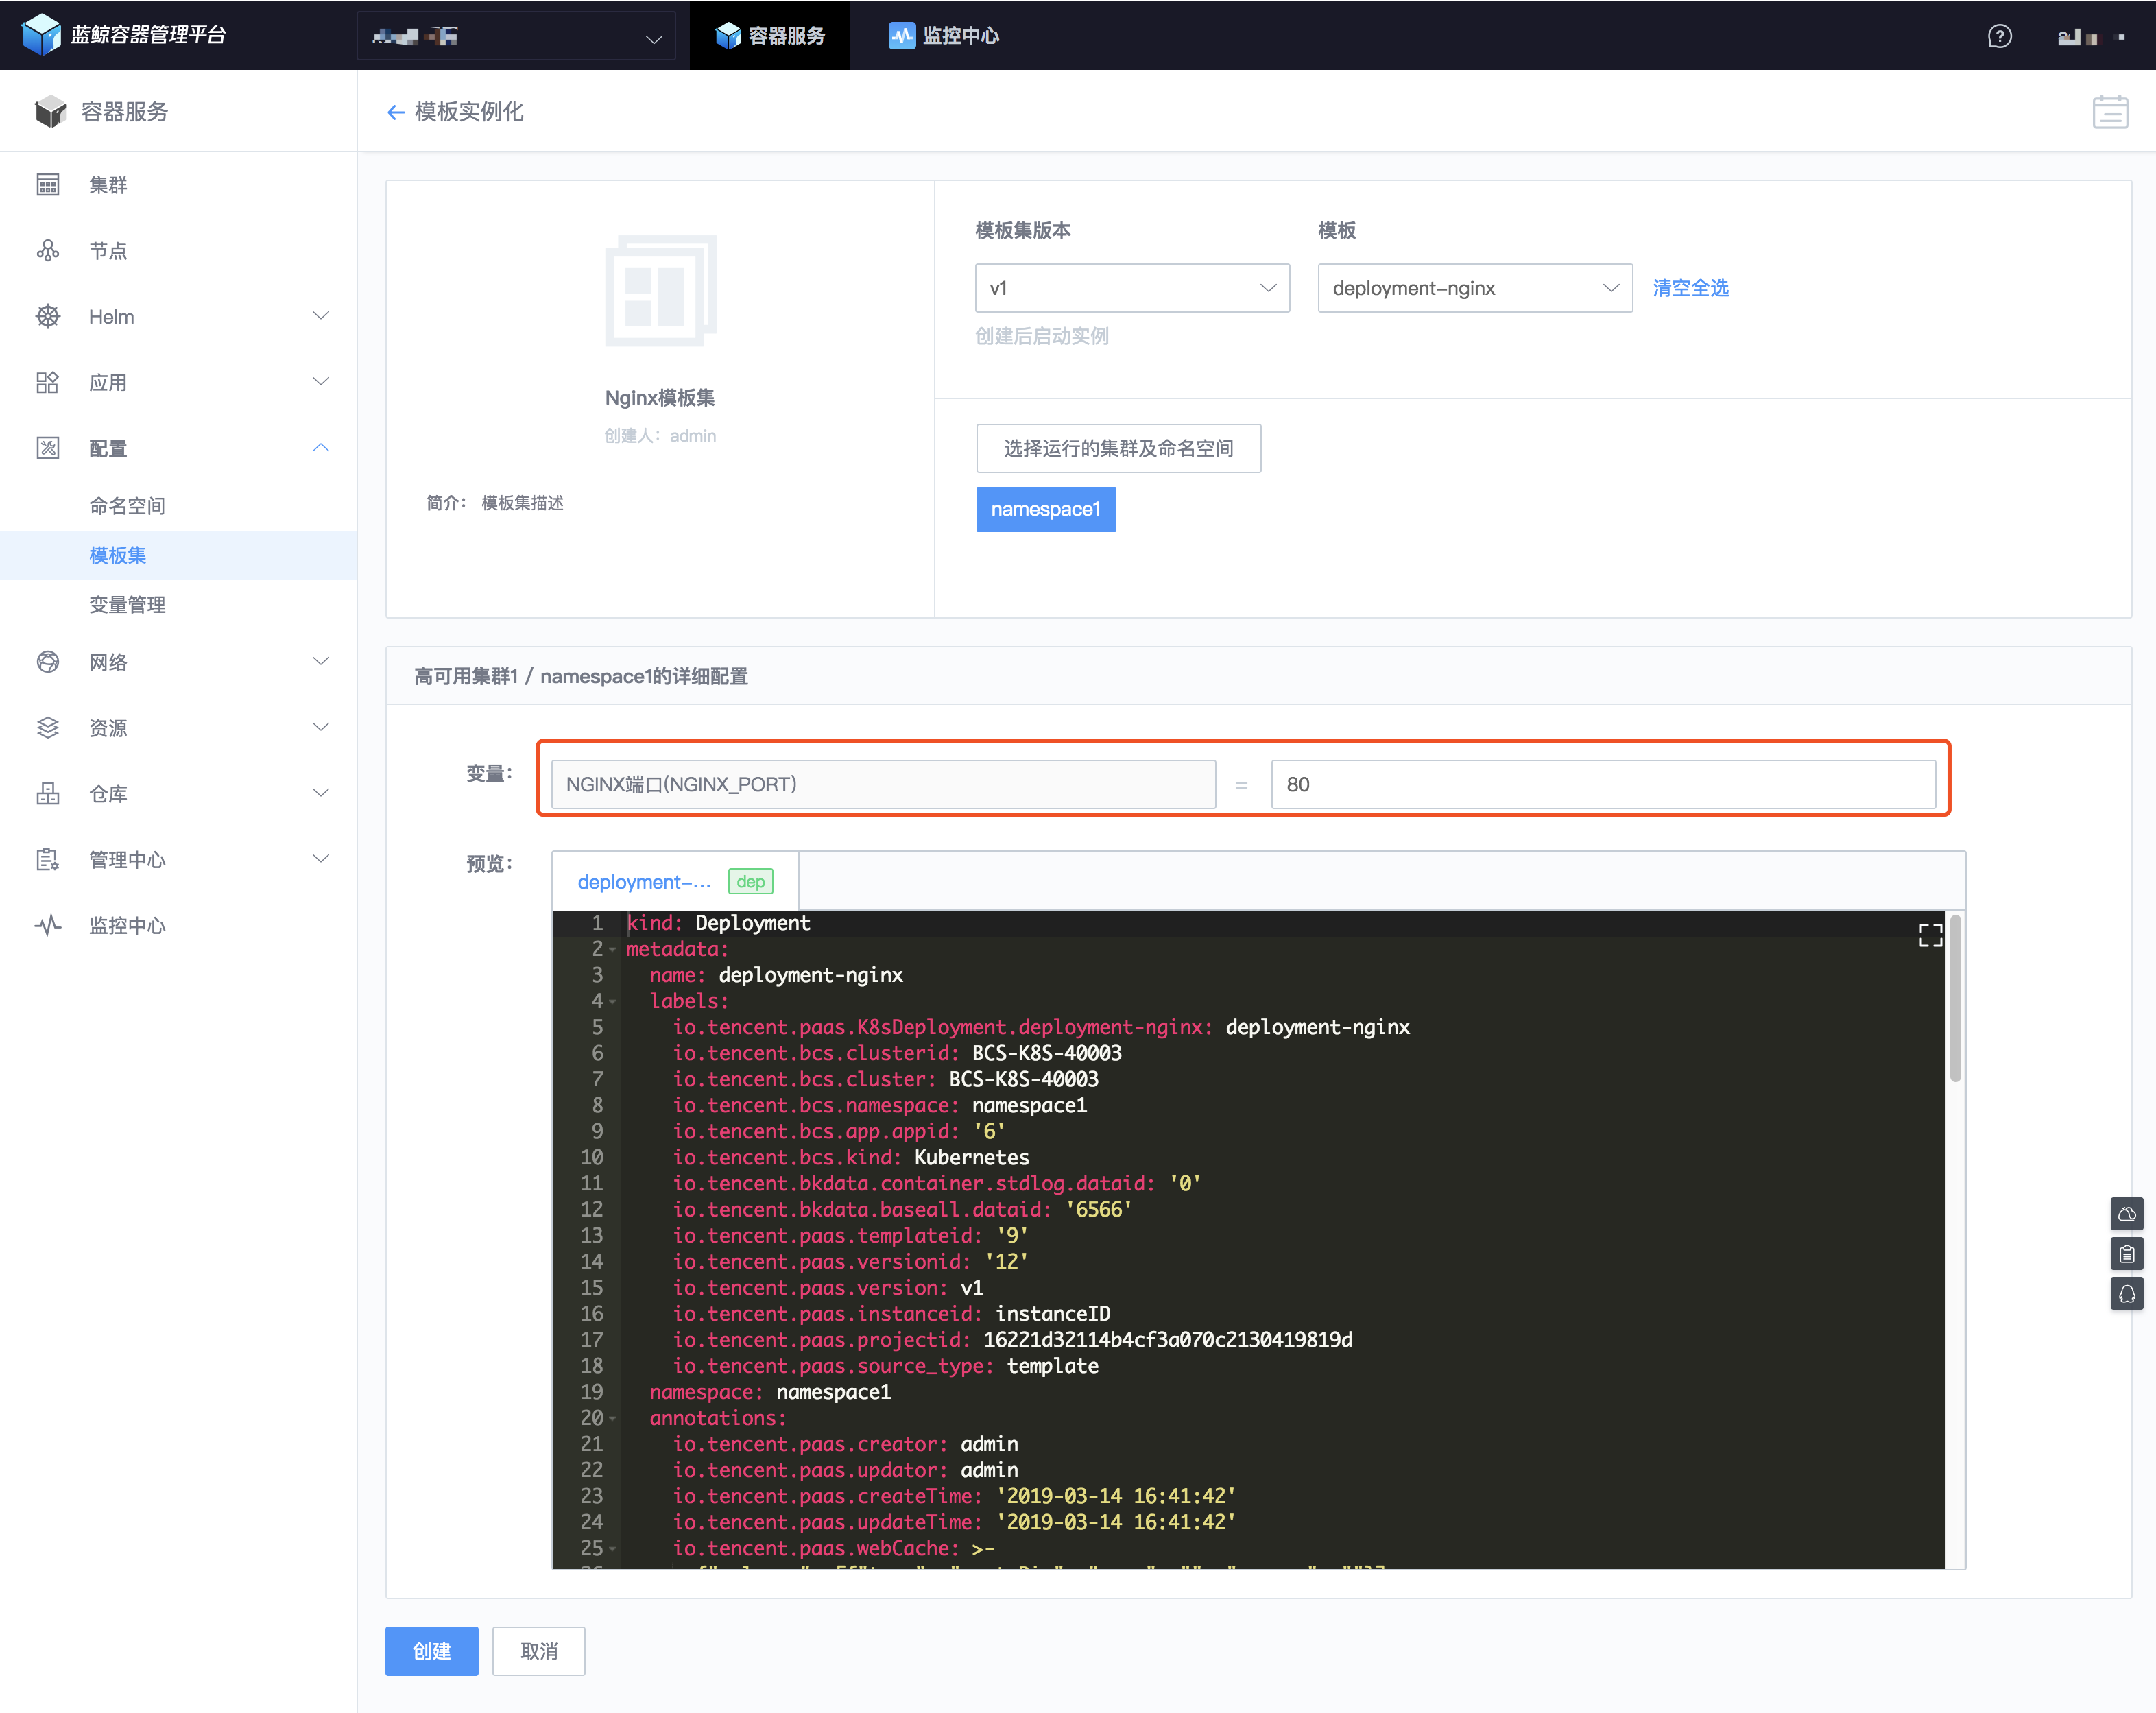 蓝鲸容器管理平台
容器服务
监控中心
容器服务
模板实例化
集群
节点
Helm
应用
配置
命名空间
模板集
变量管理
网络
资源
仓库
管理中心
监控中心
Nginx模板集
创建人：admin
简介： 模板集描述
模板集版本
模板
v1
deployment-nginx
清空全选
创建后启动实例
选择运行的集群及命名空间
namespace1
高可用集群1 / namespace1的详细配置
变量：
NGINX端口(NGINX_PORT)
=
80
预览：
deployment-...
dep
1 kind: Deployment
2 metadata:
3 name: deployment-nginx
4 labels:
5 io.tencent.paas.K8sDeployment.deployment-nginx: deployment-nginx
6 io.tencent.bcs.clusterid: BCS-K8S-40003
7 io.tencent.bcs.cluster: BCS-K8S-40003
8 io.tencent.bcs.namespace: namespace1
9 io.tencent.bcs.app.appid: '6'
10 io.tencent.bcs.kind: Kubernetes
11 io.tencent.bkdata.container.stdlog.dataid: '0'
12 io.tencent.bkdata.baseall.dataid: '6566'
13 io.tencent.paas.templateid: '9'
14 io.tencent.paas.versionid: '12'
15 io.tencent.paas.version: v1
16 io.tencent.paas.instanceid: instanceID
17 io.tencent.paas.projectid: 16221d32114b4cf3a070c2130419819d
18 io.tencent.paas.source_type: template
19 namespace: namespace1
20 annotations:
21 io.tencent.paas.creator: admin
22 io.tencent.paas.updator: admin
23 io.tencent.paas.createTime: '2019-03-14 16:41:42'
24 io.tencent.paas.updateTime: '2019-03-14 16:41:42'
25 io.tencent.paas.webCache: >-
创建
取消